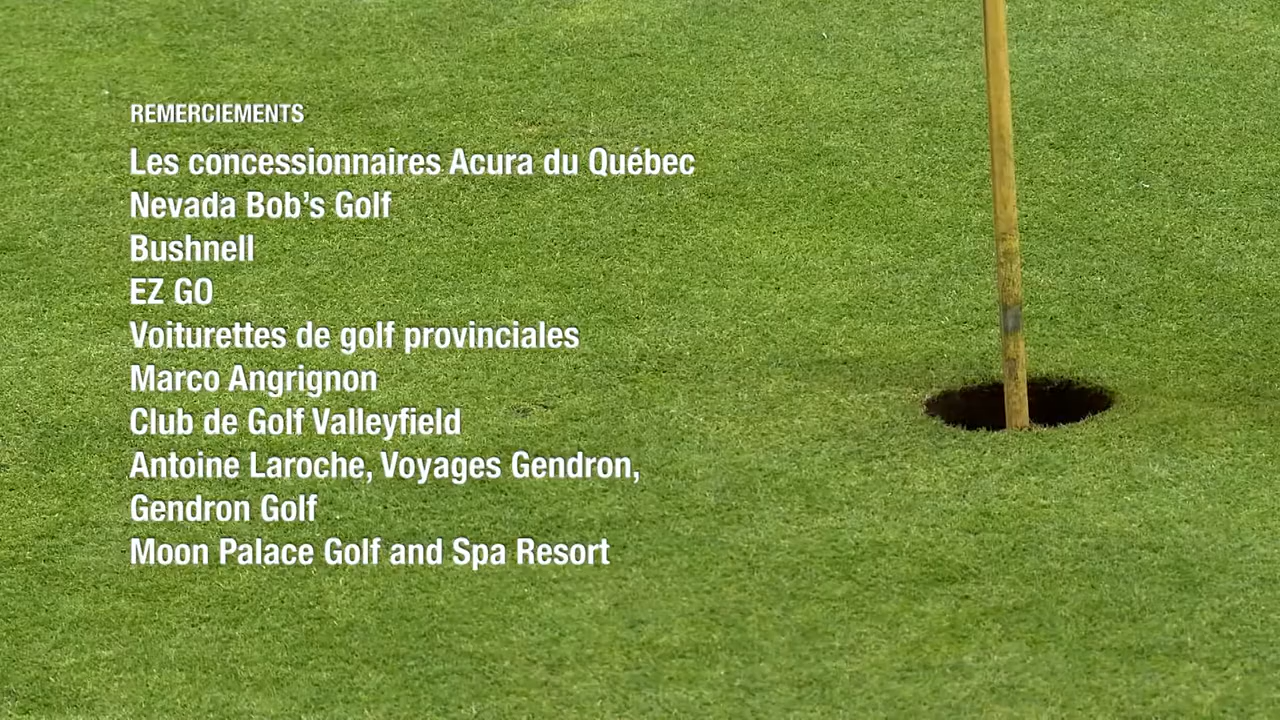 REMERCIEMENTS
Les concessionnaires Acura du Québec
Nevada Bob’s Golf
Bushnell
EZ GO
Voiturettes de golf provinciales
Marco Angrignon
Club de Golf Valleyfield
Antoine Laroche, Voyages Gendron,
Gendron Golf
Moon Palace Golf and Spa Resort